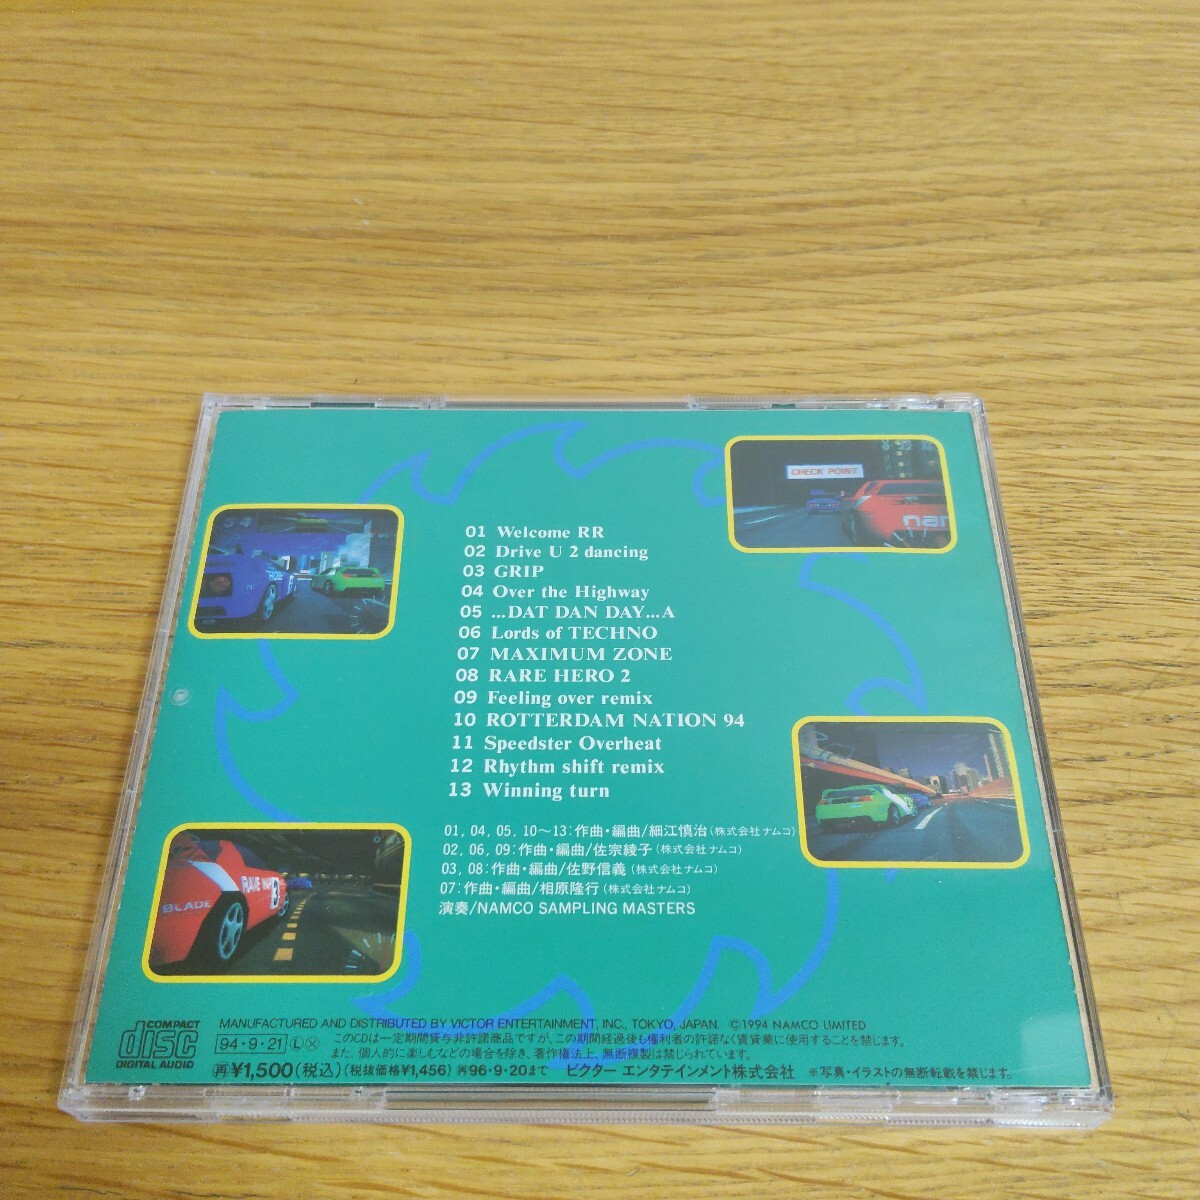 CHECK POINT
01 Welcome RR
02 Drive U 2 dancing
03 GRIP
04 Over the Highway
05 ...DAT DAN DAY...A
06 Lords of TECHNO
07 MAXIMUM ZONE
08 RARE HERO 2
09 Feeling over remix
10 ROTTERDAM NATION 94
11 Speedster Overheat
12 Rhythm shift remix
13 Winning turn
01, 04, 05, 10〜13:作曲・編曲/細江慎治(株式会社ナムコ)
02, 06, 09:作曲・編曲/佐宗綾子(株式会社ナムコ)
03, 08:作曲・編曲/佐野信義(株式会社ナムコ)
07:作曲・編曲/相原隆行(株式会社ナムコ)
演奏/NAMCO SAMPLING MASTERS
BLADE
3
COMPACT
disc
DIGITAL AUDIO
MANUFACTURED AND DISTRIBUTED BY VICTOR ENTERTAINMENT, INC., TOKYO, JAPAN. ©1994 NAMCO LIMITED
94・9・21 Ⓛ Ⓧ このCDは一定期間貸与非許諾商品ですが、この期間経過後も権利者の許諾なく賃貸業に使用することを禁じます。
また、個人的に楽しむなどの場合を除き、著作権法上、無断複製は禁じられています。
再¥1,500(税込)(税抜価格¥1,456) 再96・9・20まで ビクター エンタテインメント株式会社 ※写真・イラストの無断転載を禁じます。